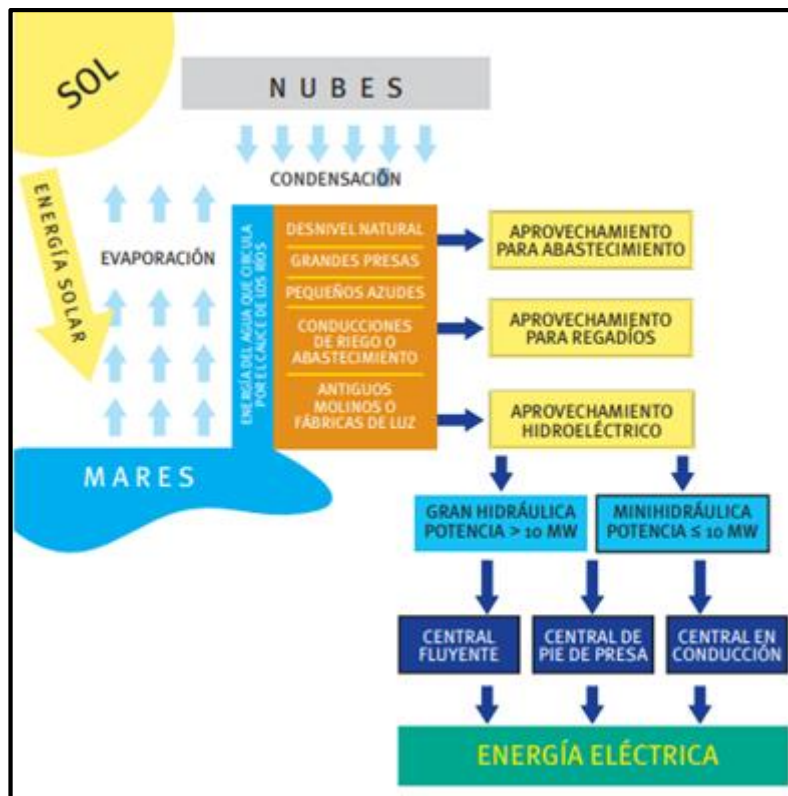 SOL
NUBES
ENERGÍA SOLAR
CONDENSACIÓN
EVAPORACIÓN
ENERGÍA DEL AGUA QUE CIRCULA
POR EL CAUCE DE LOS RÍOS
DESNIVEL NATURAL
GRANDES PRESAS
PEQUEÑOS AZUDES
CONDUCCIONES
DE RIEGO O
ABASTECIMIENTO
ANTIGUOS
MOLINOS O
FÁBRICAS DE LUZ
APROVECHAMIENTO
PARA ABASTECIMIENTO
APROVECHAMIENTO
PARA REGADÍOS
APROVECHAMIENTO
HIDROELÉCTRICO
MARES
GRAN HIDRÁULICA
POTENCIA > 10 MW
MINIHIDRÁULICA
POTENCIA ≤ 10 MW
CENTRAL
FLUYENTE
CENTRAL DE
PIE DE PRESA
CENTRAL EN
CONDUCCIÓN
ENERGÍA ELÉCTRICA